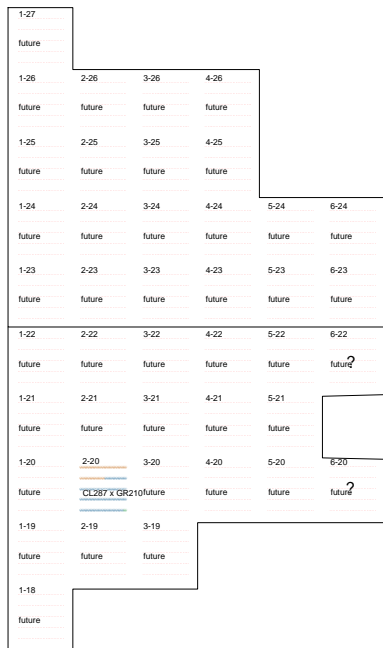 1-27
future
1-26 2-26 3-26 4-26
future future future future
1-25 2-25 3-25 4-25
future future future future
1-24 2-24 3-24 4-24 5-24 6-24
future future future future future future
1-23 2-23 3-23 4-23 5-23 6-23
future future future future future future
1-22 2-22 3-22 4-22 5-22 6-22
future future future future future future?
1-21 2-21 3-21 4-21 5-21
future future future future future
1-20 2-20 3-20 4-20 5-20 6-20
future CL287 x GR210 future future future future?
1-19 2-19 3-19
future future future
1-18
future